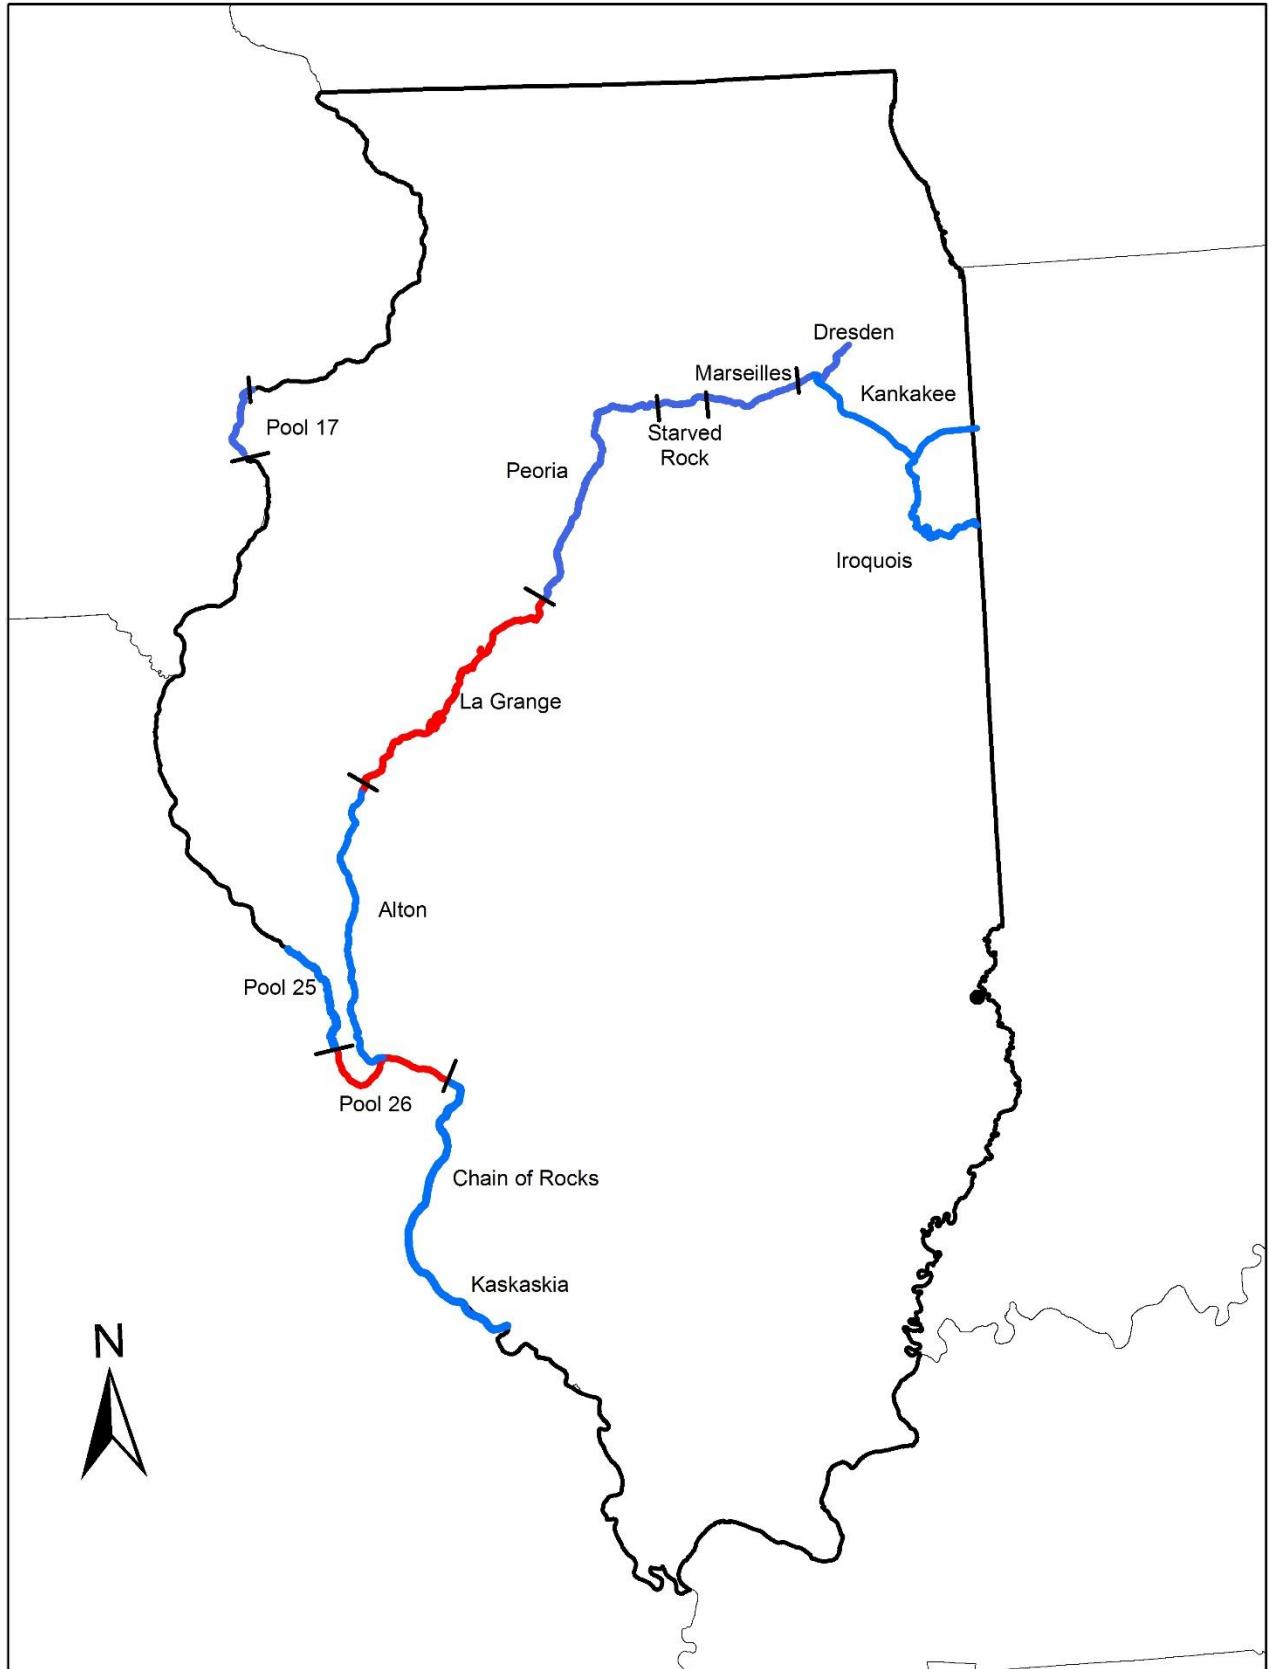 Dresden
Marseilles
Kankakee
Pool 17
Starved
Rock
Peoria
Iroquois
La Grange
Alton
Pool 25
Pool 26
Chain of Rocks
Kaskaskia
N